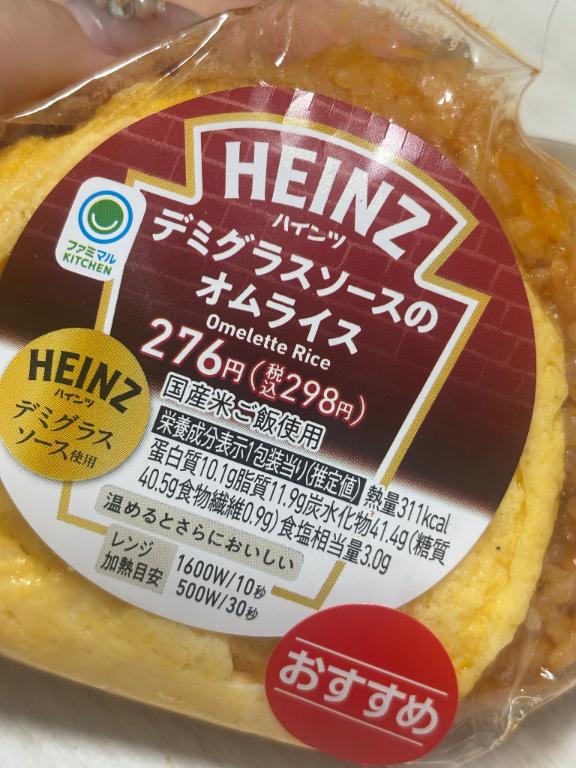 HEINZ
ハインツ
デミグラスソースの
オムライス
Omelette Rice
276円(税込298円)
ファミマル
KITCHEN
HEINZ
ハインツ
デミグラス
ソース使用
国産米ご飯使用
栄養成分表示1包装当り(推定値) 熱量311kcal
蛋白質10.1g脂質11.9g炭水化物41.4g(糖質
40.5g食物繊維0.9g)食塩相当量3.0g
温めるとさらにおいしい
レンジ
加熱目安
1600W/10秒
500W/30秒
おすすめ